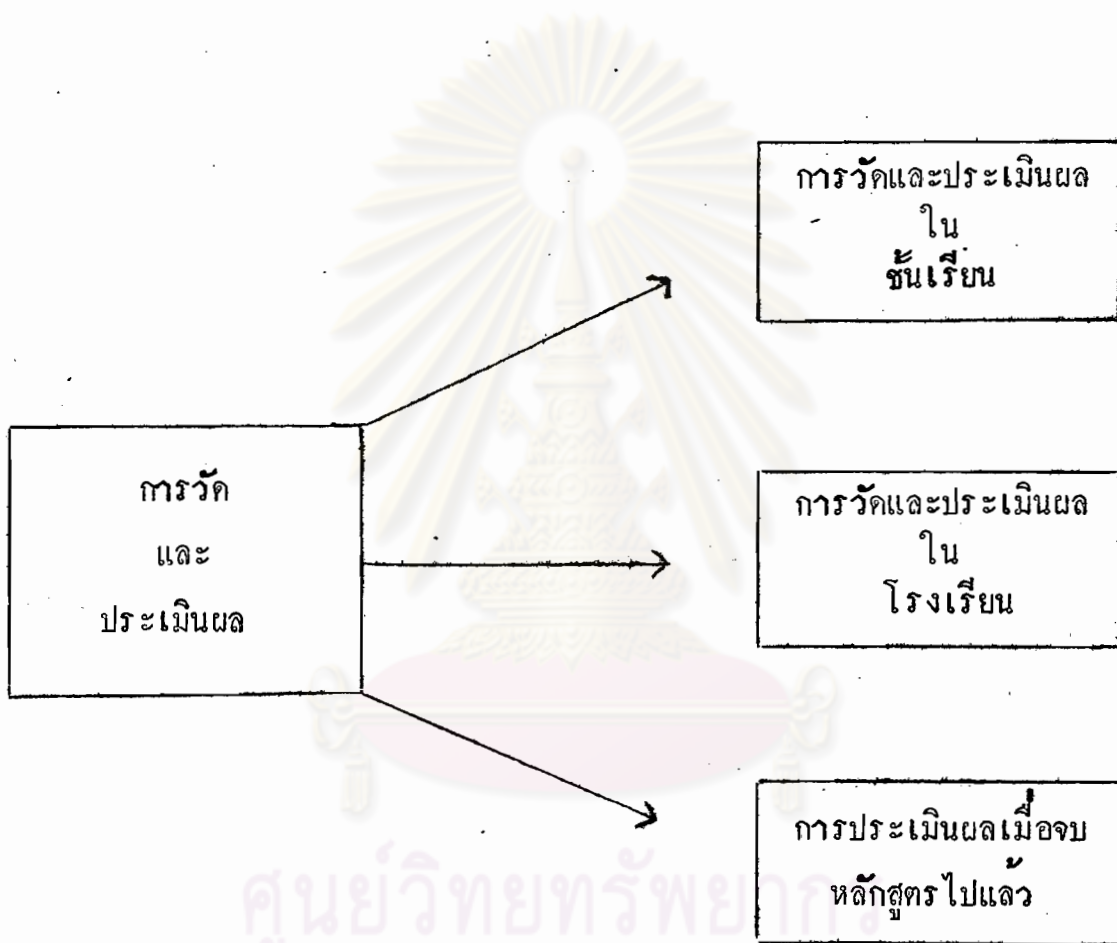 การวัดและประเมินผล
ใน
ชั้นเรียน
การวัด
และ
ประเมินผล
การวัดและประเมินผล
ใน
โรงเรียน
การประเมินผลเมื่อจบ
หลักสูตรไปแล้ว
ศูนย์วิทยทรัพยากร